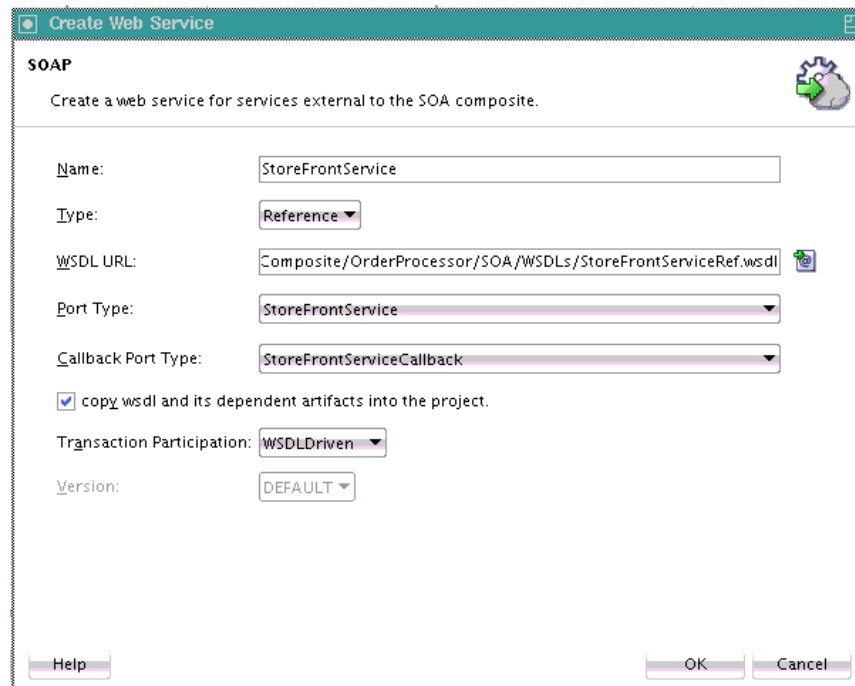 Create Web Service
SOAP
Create a web service for services external to the SOA composite.
Name: StoreFrontService
Type: Reference
WSDL URL: Composite/OrderProcessor/SOA/WSDLs/StoreFrontServiceRef.wsdl
Port Type: StoreFrontService
Callback Port Type: StoreFrontServiceCallback
copy wsdl and its dependent artifacts into the project.
Transaction Participation: WSDLDriven
Version: DEFAULT
Help OK Cancel